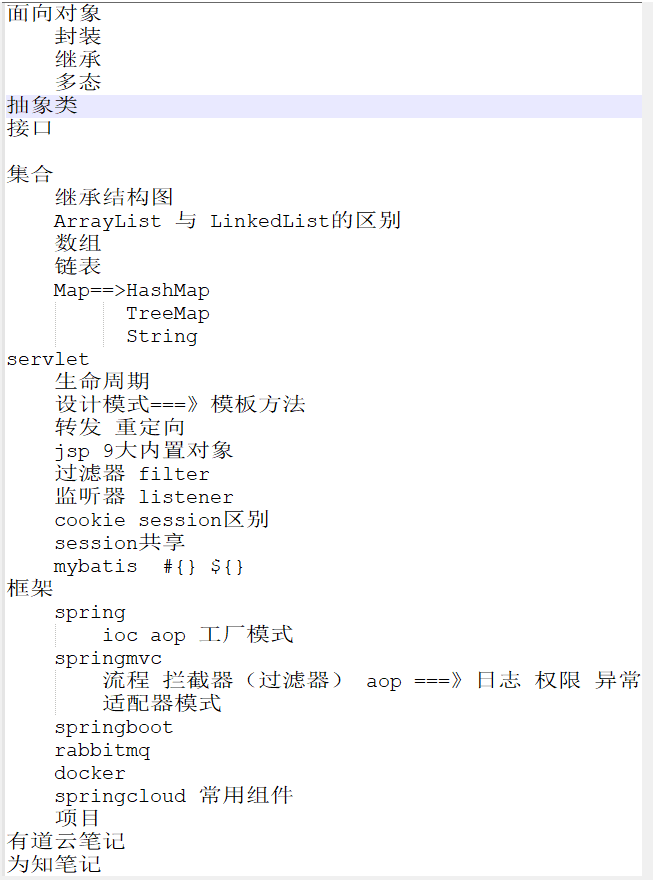 面向对象
封装
继承
多态
抽象类
接口
集合
继承结构图
ArrayList 与 LinkedList的区别
数组
链表
Map==>HashMap
TreeMap
String
servlet
生命周期
设计模式===》模板方法
转发 重定向
jsp 9大内置对象
过滤器 filter
监听器 listener
cookie session区别
session共享
mybatis  #{} ${}
框架
spring
ioc aop 工厂模式
springmvc
流程 拦截器（过滤器） aop ===》日志 权限 异常
适配器模式
springboot
rabbitmq
docker
springcloud 常用组件
项目
有道云笔记
为知笔记